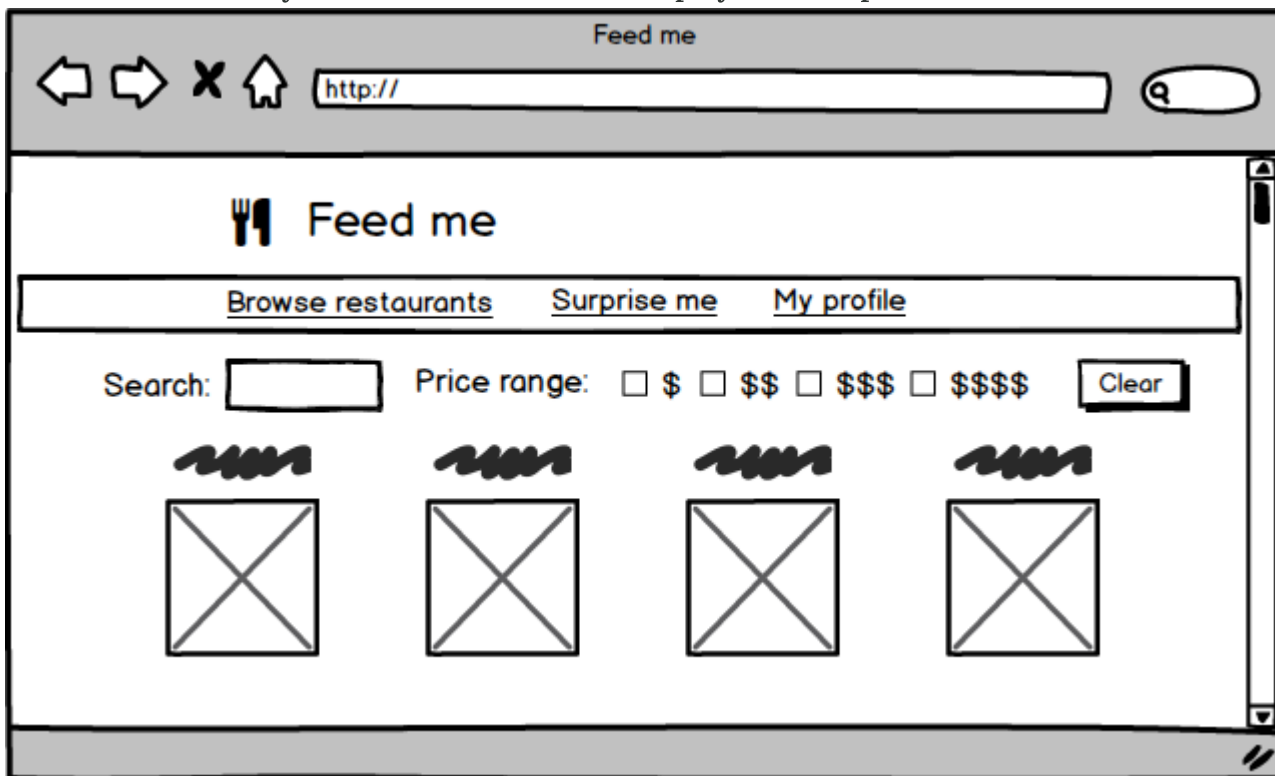 Feed me
http://
Feed me
Browse restaurants Surprise me My profile
Search: Price range: $ $$ $$$ $$$$ Clear